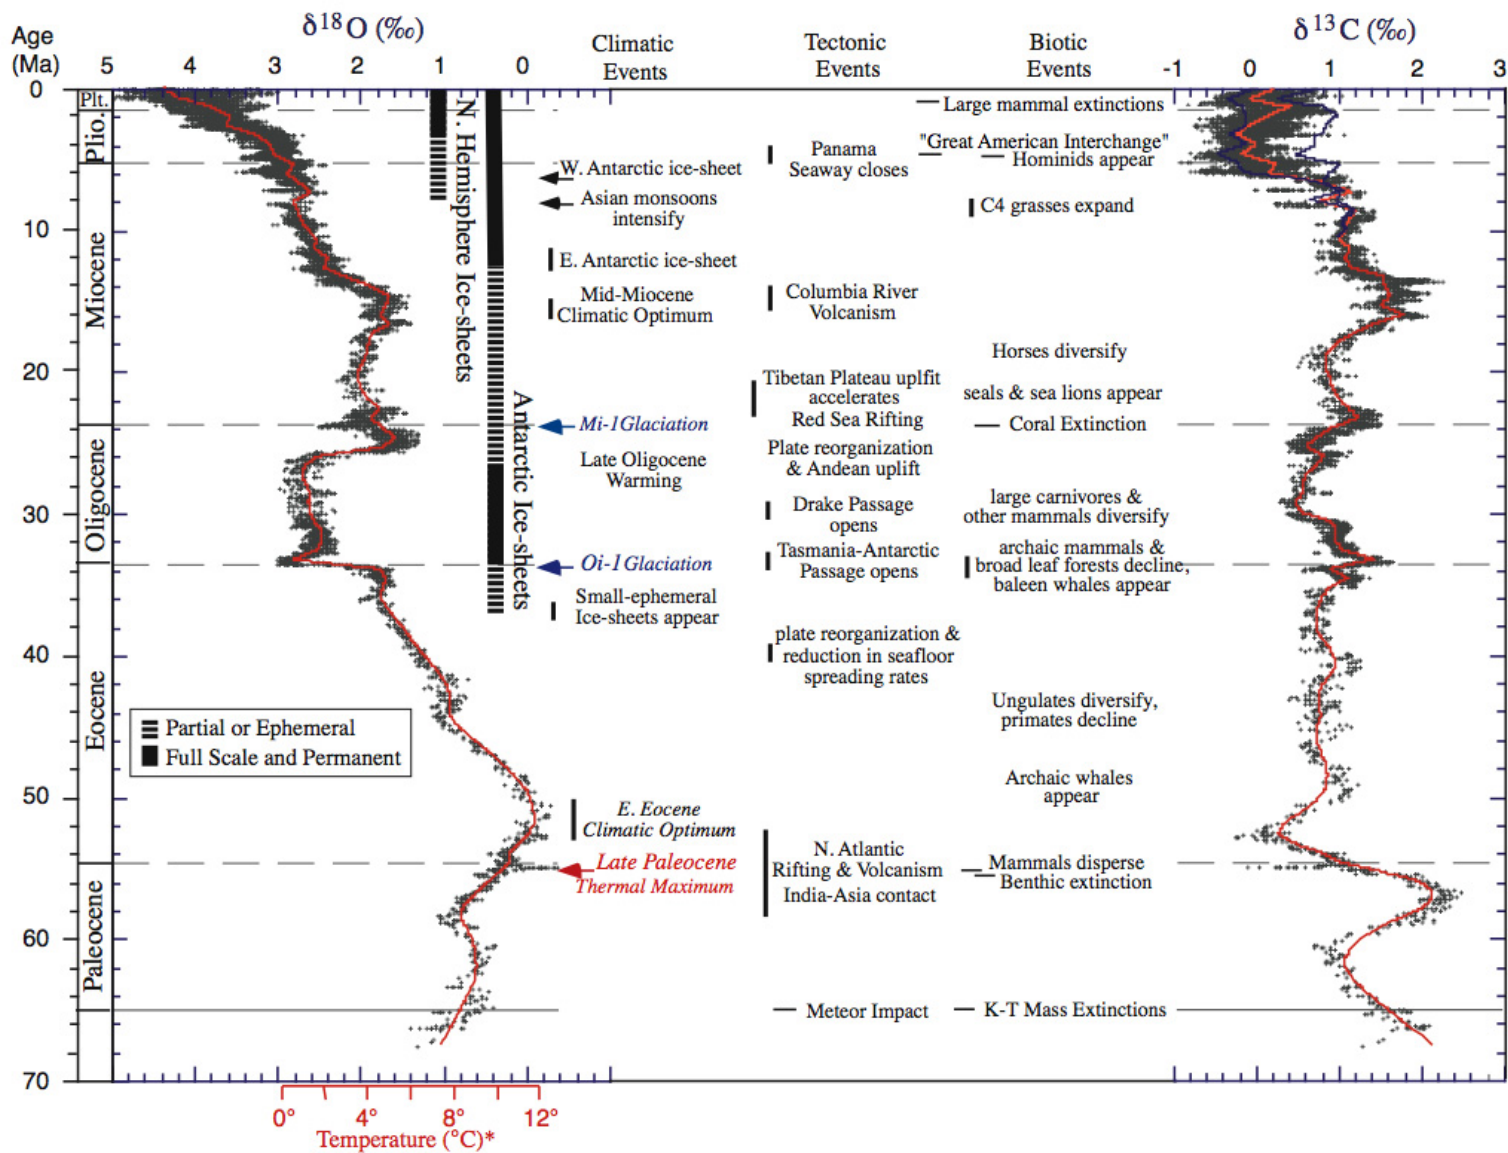 δ18O (‰)
δ13C (‰)
Age
(Ma)
5 4 3 2 1 0
Climatic
Events
Tectonic
Events
Biotic
Events
-1 0 1 2 3
0
10
20
30
40
50
60
70
Plt.
Plio.
Miocene
Oligocene
Eocene
Paleocene
N. Hemisphere Ice-sheets
Antarctic Ice-sheets
Partial or Ephemeral
Full Scale and Permanent
W. Antarctic ice-sheet
Asian monsoons
intensify
E. Antarctic ice-sheet
Mid-Miocene
Climatic Optimum
Mi-1Glaciation
Late Oligocene
Warming
Oi-1Glaciation
Small-ephemeral
Ice-sheets appear
E. Eocene
Climatic Optimum
Late Paleocene
Thermal Maximum
Panama
Seaway closes
Columbia River
Volcanism
Tibetan Plateau uplfit
accelerates
Red Sea Rifting
Plate reorganization
& Andean uplift
Drake Passage
opens
Tasmania-Antarctic
Passage opens
plate reorganization &
reduction in seafloor
spreading rates
N. Atlantic
Rifting & Volcanism
India-Asia contact
Meteor Impact
Large mammal extinctions
"Great American Interchange"
Hominids appear
C4 grasses expand
Horses diversify
seals & sea lions appear
Coral Extinction
large carnivores &
other mammals diversify
archaic mammals &
broad leaf forests decline,
baleen whales appear
Ungulates diversify,
primates decline
Archaic whales
appear
Mammals disperse
Benthic extinction
K-T Mass Extinctions
0° 4° 8° 12°
Temperature (°C)*